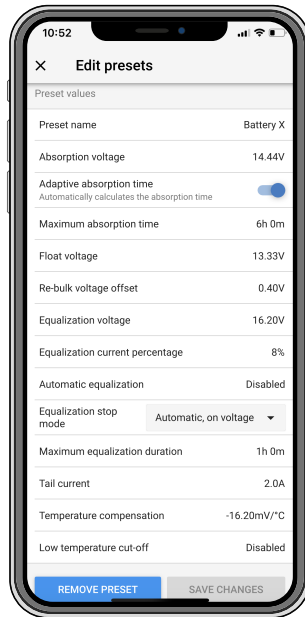 10:52
× Edit presets
Preset values
Preset name Battery X
Absorption voltage 14.44V
Adaptive absorption time
Automatically calculates the absorption time
Maximum absorption time 6h 0m
Float voltage 13.33V
Re-bulk voltage offset 0.40V
Equalization voltage 16.20V
Equalization current percentage 8%
Automatic equalization Disabled
Equalization stop
mode Automatic, on voltage
Maximum equalization duration 1h 0m
Tail current 2.0A
Temperature compensation -16.20mV/°C
Low temperature cut-off Disabled
REMOVE PRESET SAVE CHANGES